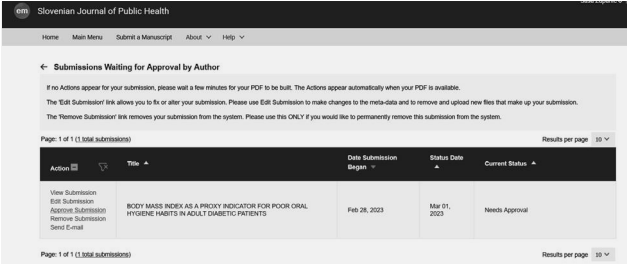 em Slovenian Journal of Public Health
Home Main Menu Submit a Manuscript About Help
← Submissions Waiting for Approval by Author
If no Actions appear for your submission, please wait a few minutes for your PDF to be built. The Actions appear automatically when your PDF is available.
The 'Edit Submission' link allows you to fix or alter your submission. Please use Edit Submission to make changes to the meta-data and to remove and upload new files that make up your submission.
The 'Remove Submission' link removes your submission from the system. Please use this ONLY if you would like to permanently remove this submission from the system.
Page: 1 of 1 (1 total submissions) Results per page 10
Action Title Date Submission Began Status Date Current Status
View Submission
Edit Submission
Approve Submission
Remove Submission
Send E-mail
BODY MASS INDEX AS A PROXY INDICATOR FOR POOR ORAL
HYGIENE HABITS IN ADULT DIABETIC PATIENTS
Feb 28, 2023
Mar 01,
2023
Needs Approval
Page: 1 of 1 (1 total submissions) Results per page 10